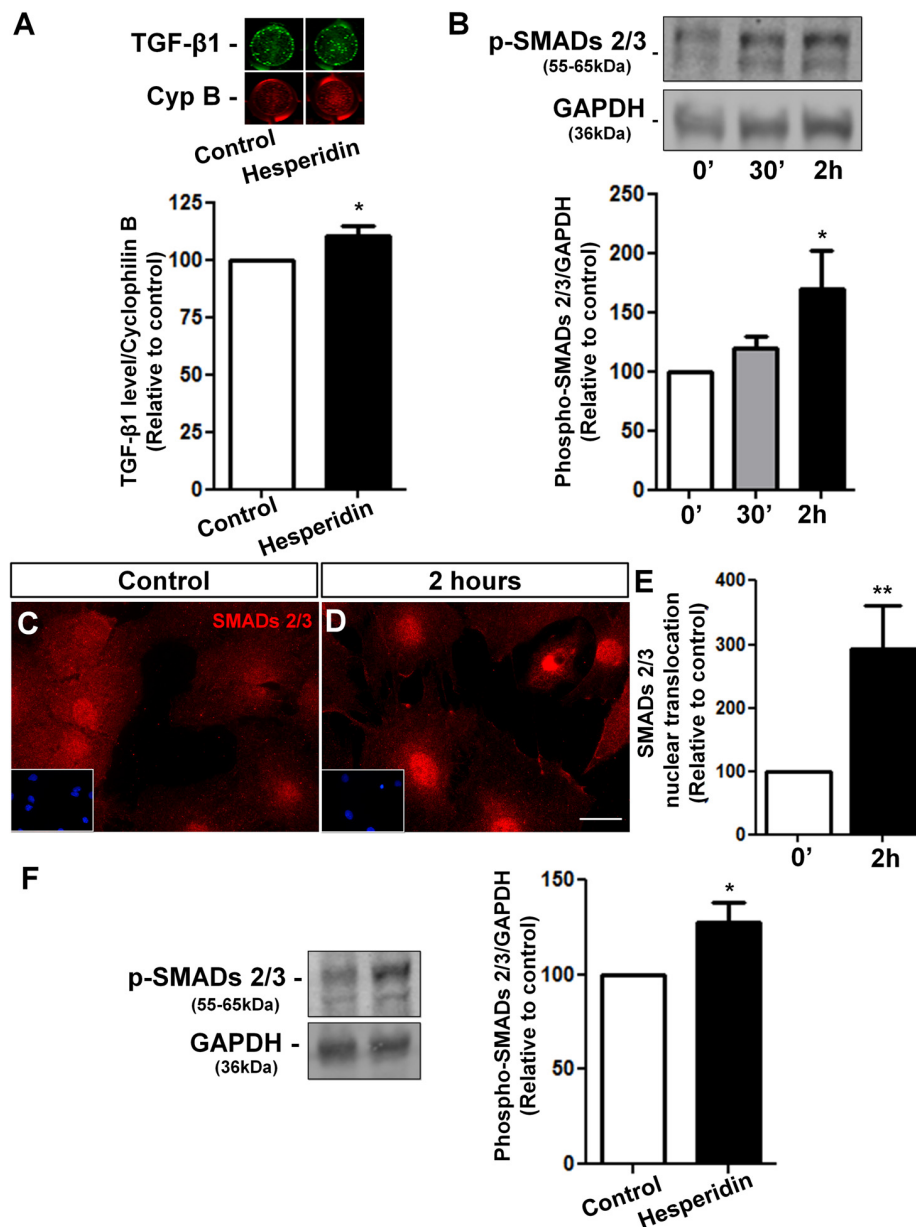 A
TGF-β1 -
Cyp B -
Control
Hesperidin
TGF-β1 level/Cyclophilin B
(Relative to control)
125
100
75
50
25
0
*
Control
Hesperidin
B
p-SMADs 2/3 -
(55-65kDa)
GAPDH -
(36kDa)
0’ 30’ 2h
Phospho-SMADs 2/3/GAPDH
(Relative to control)
250
200
150
100
50
0
*
0’ 30’ 2h
Control
2 hours
C
SMADs 2/3
D
E
SMADs 2/3
nuclear translocation
(Relative to control)
400
300
200
100
0
**
0’ 2h
F
p-SMADs 2/3 -
(55-65kDa)
GAPDH -
(36kDa)
Phospho-SMADs 2/3/GAPDH
(Relative to control)
150
100
50
0
*
Control
Hesperidin